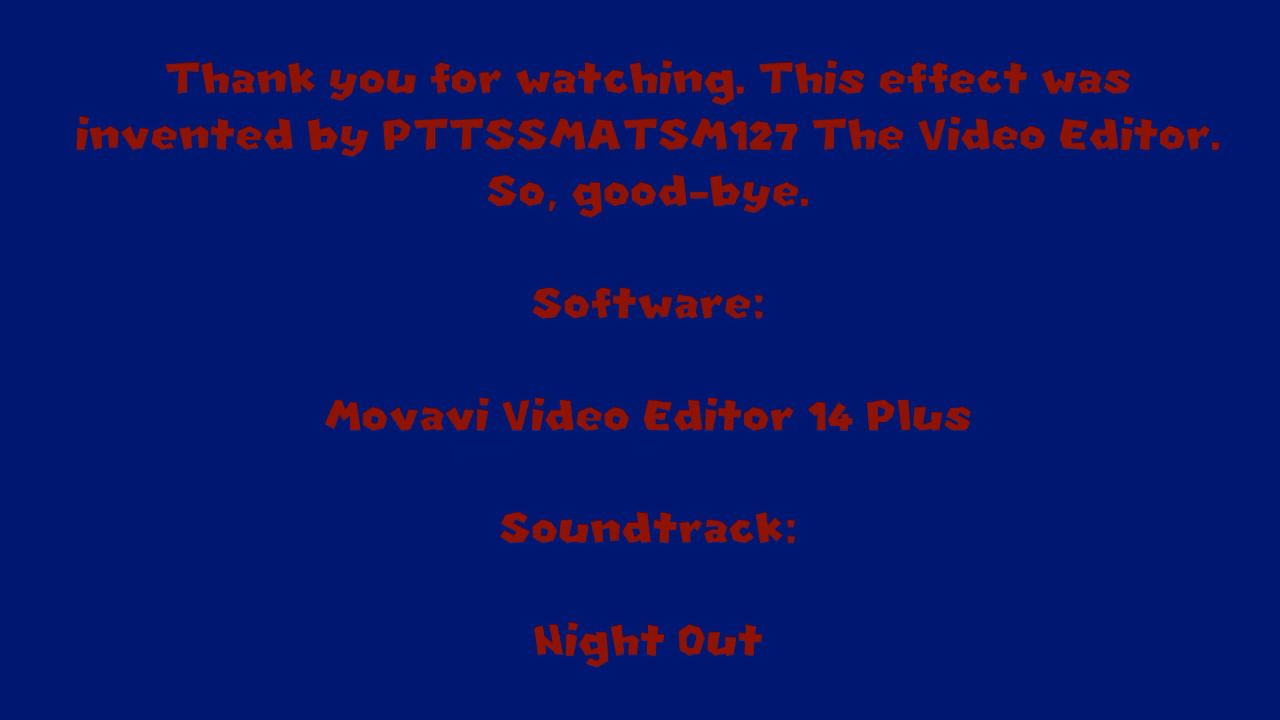 Thank you for watching. This effect was
invented by PTTSSMATSM127 The Video Editor.
So, good-bye.
Software:
Movavi Video Editor 14 Plus
Soundtrack:
Night Out